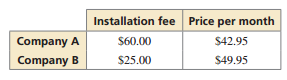 Installation fee Price per month
Company A $60.00 $42.95
Company B $25.00 $49.95